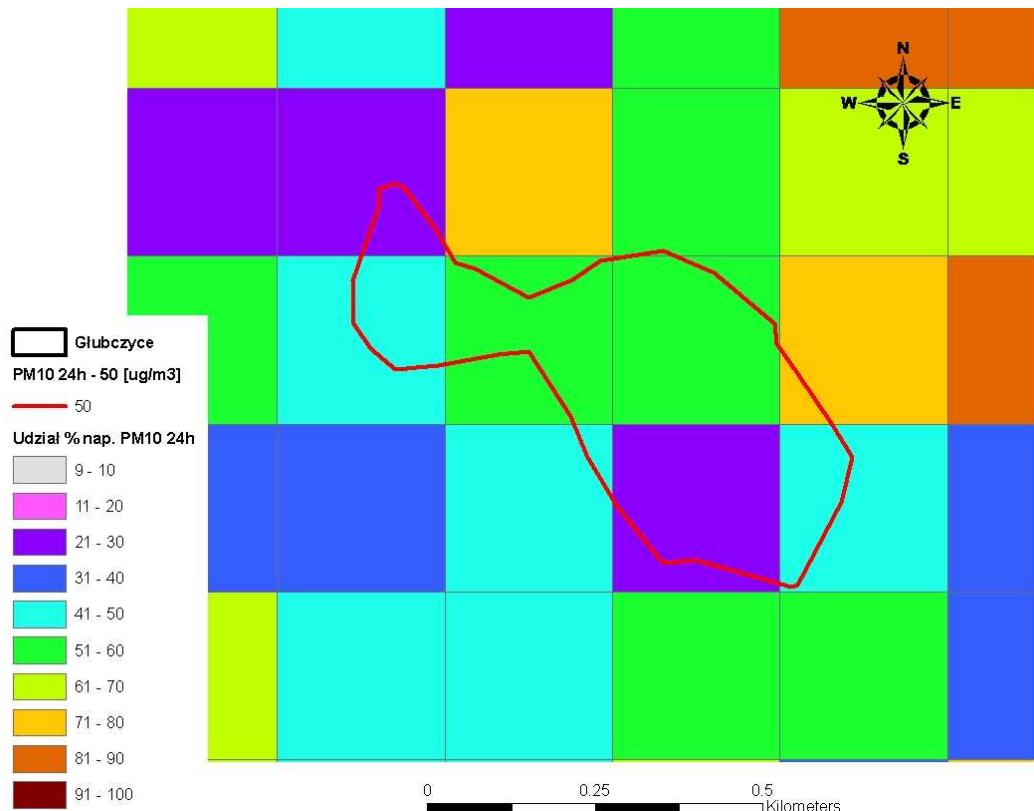 N
W E
S
Głubczyce
PM10 24h - 50 [ug/m3]
50
Udział % nap. PM10 24h
9 - 10
11 - 20
21 - 30
31 - 40
41 - 50
51 - 60
61 - 70
71 - 80
81 - 90
91 - 100
0 0.25 0.5
Kilometers